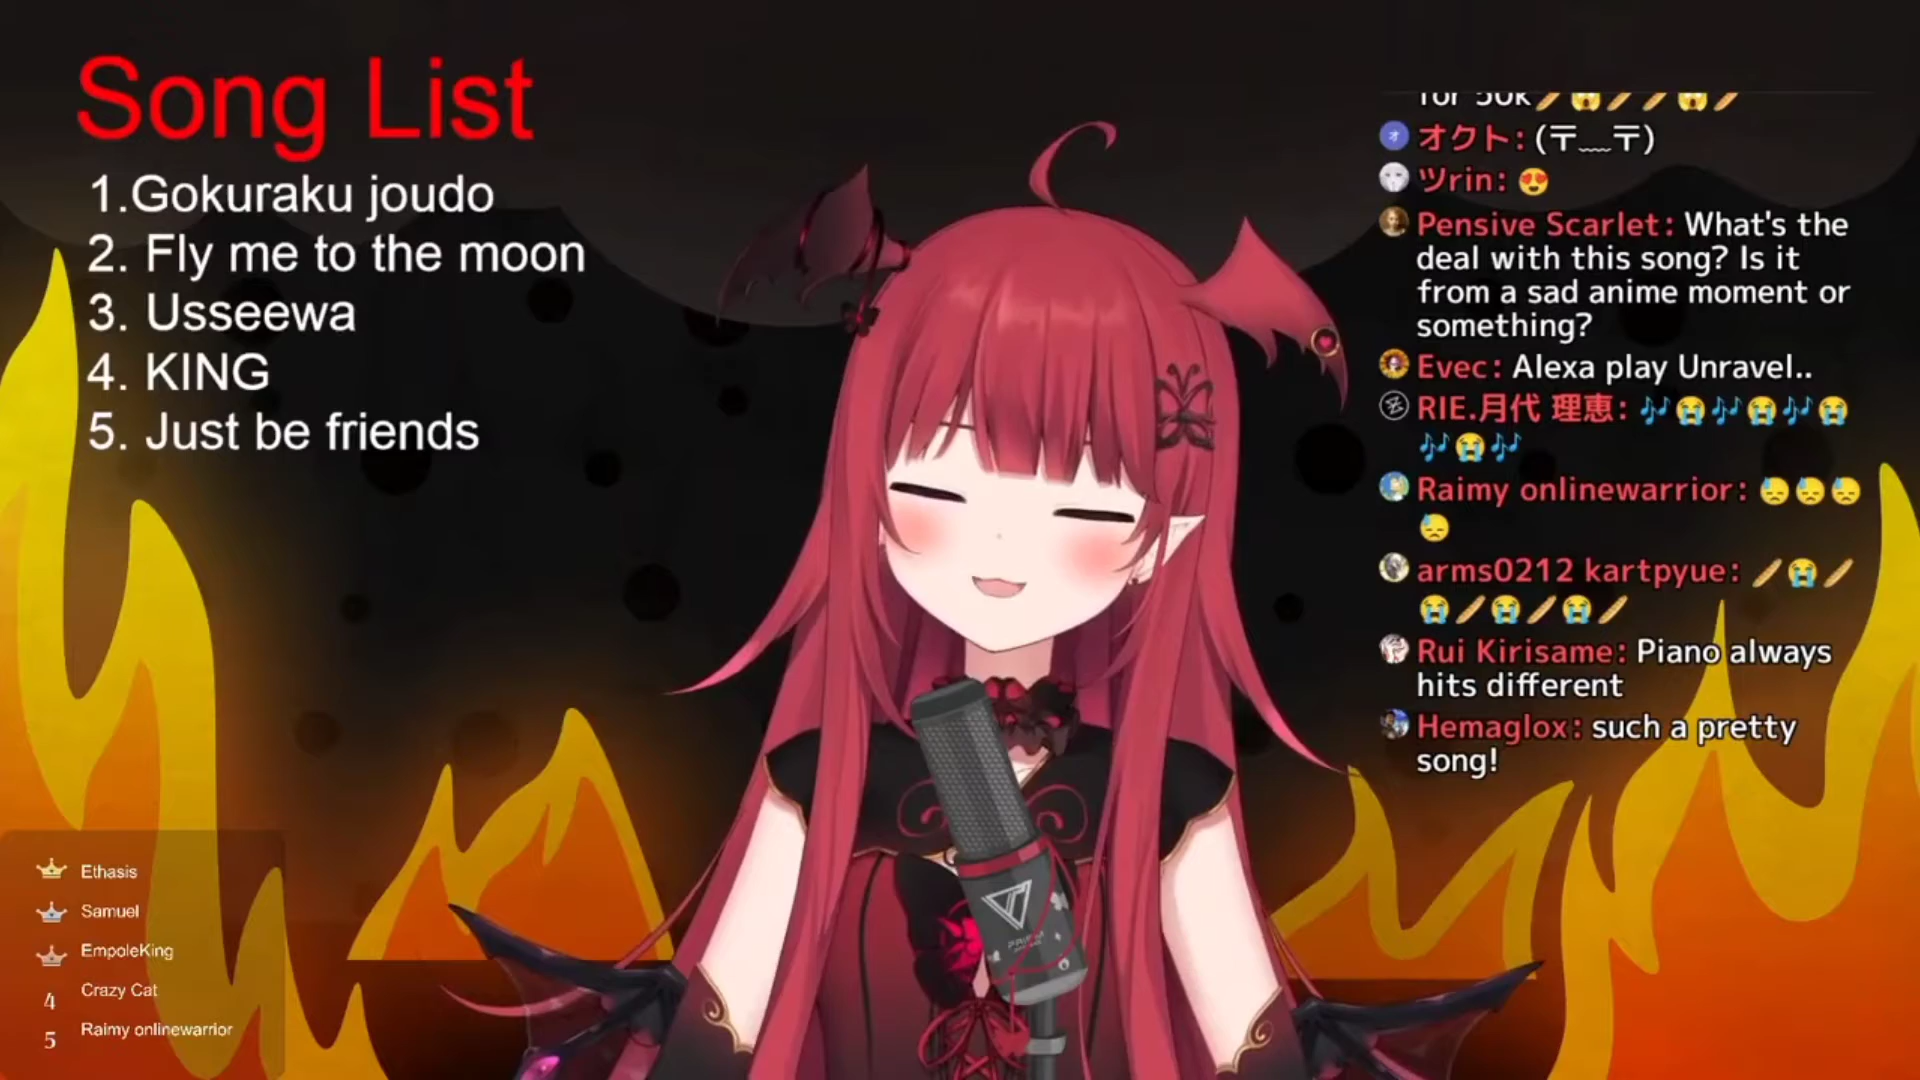 Song List
1.Gokuraku joudo
2. Fly me to the moon
3. Usseewa
4. KING
5. Just be friends
for 50k🥖😱🥖🥖😱🥖
オクト: (〒﹏〒)
ツrin: 😍
Pensive Scarlet: What's the
deal with this song? Is it
from a sad anime moment or
something?
Evec: Alexa play Unravel..
RIE.月代 理恵: 🎶😭🎶😭🎶😭
🎶😭🎶
Raimy onlinewarrior: 😓😓😓
😓
arms0212 kartpyue: 🥖😭🥖
😭🥖😭🥖😭🥖
Rui Kirisame: Piano always
hits different
Hemaglox: such a pretty
song!
Ethasis
Samuel
EmpoleKing
4 Crazy Cat
5 Raimy onlinewarrior
PRISM